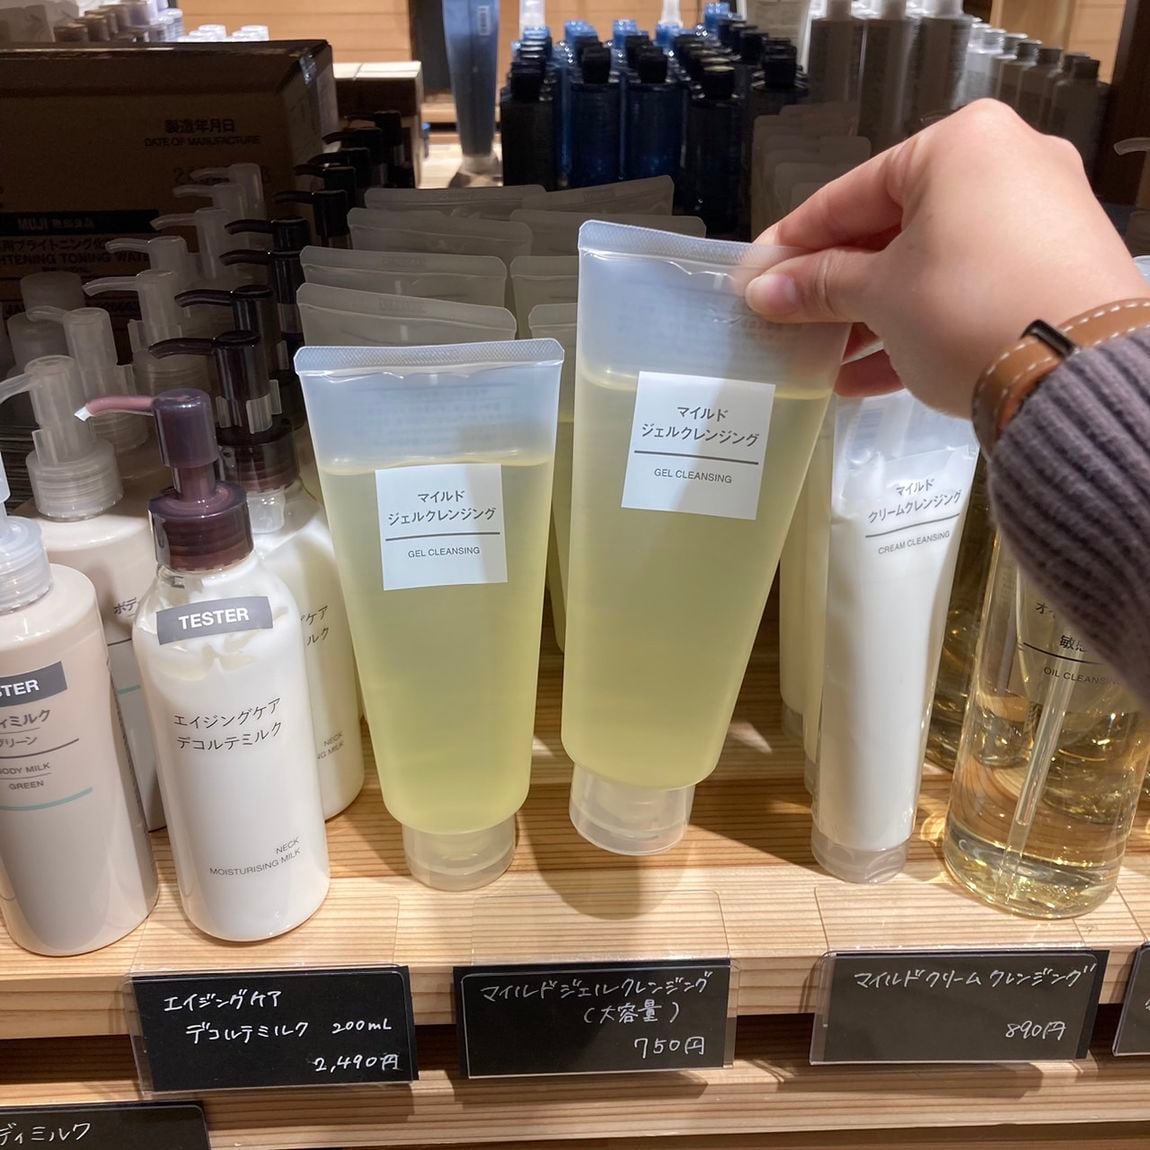 製造年月日
DATE OF MANUFACTURE
MUJI 無印良品
TONING WATE
マイルド
ジェルクレンジング
GEL CLEANSING
マイルド
ジェルクレンジング
GEL CLEANSING
マイルド
クリームクレンジング
CREAM CLEANSING
敏感
OIL CLEANSING
TESTER
エイジングケア
デコルテミルク
NECK
MOISTURISING MILK
NECK
MILK
ミルク
グリーン
BODY MILK
GREEN
エイジングケア
デコルテミルク 200mL
2,490円
マイルドジェルクレンジング
(大容量)
750円
マイルドクリームクレンジング
890円
ディミルク